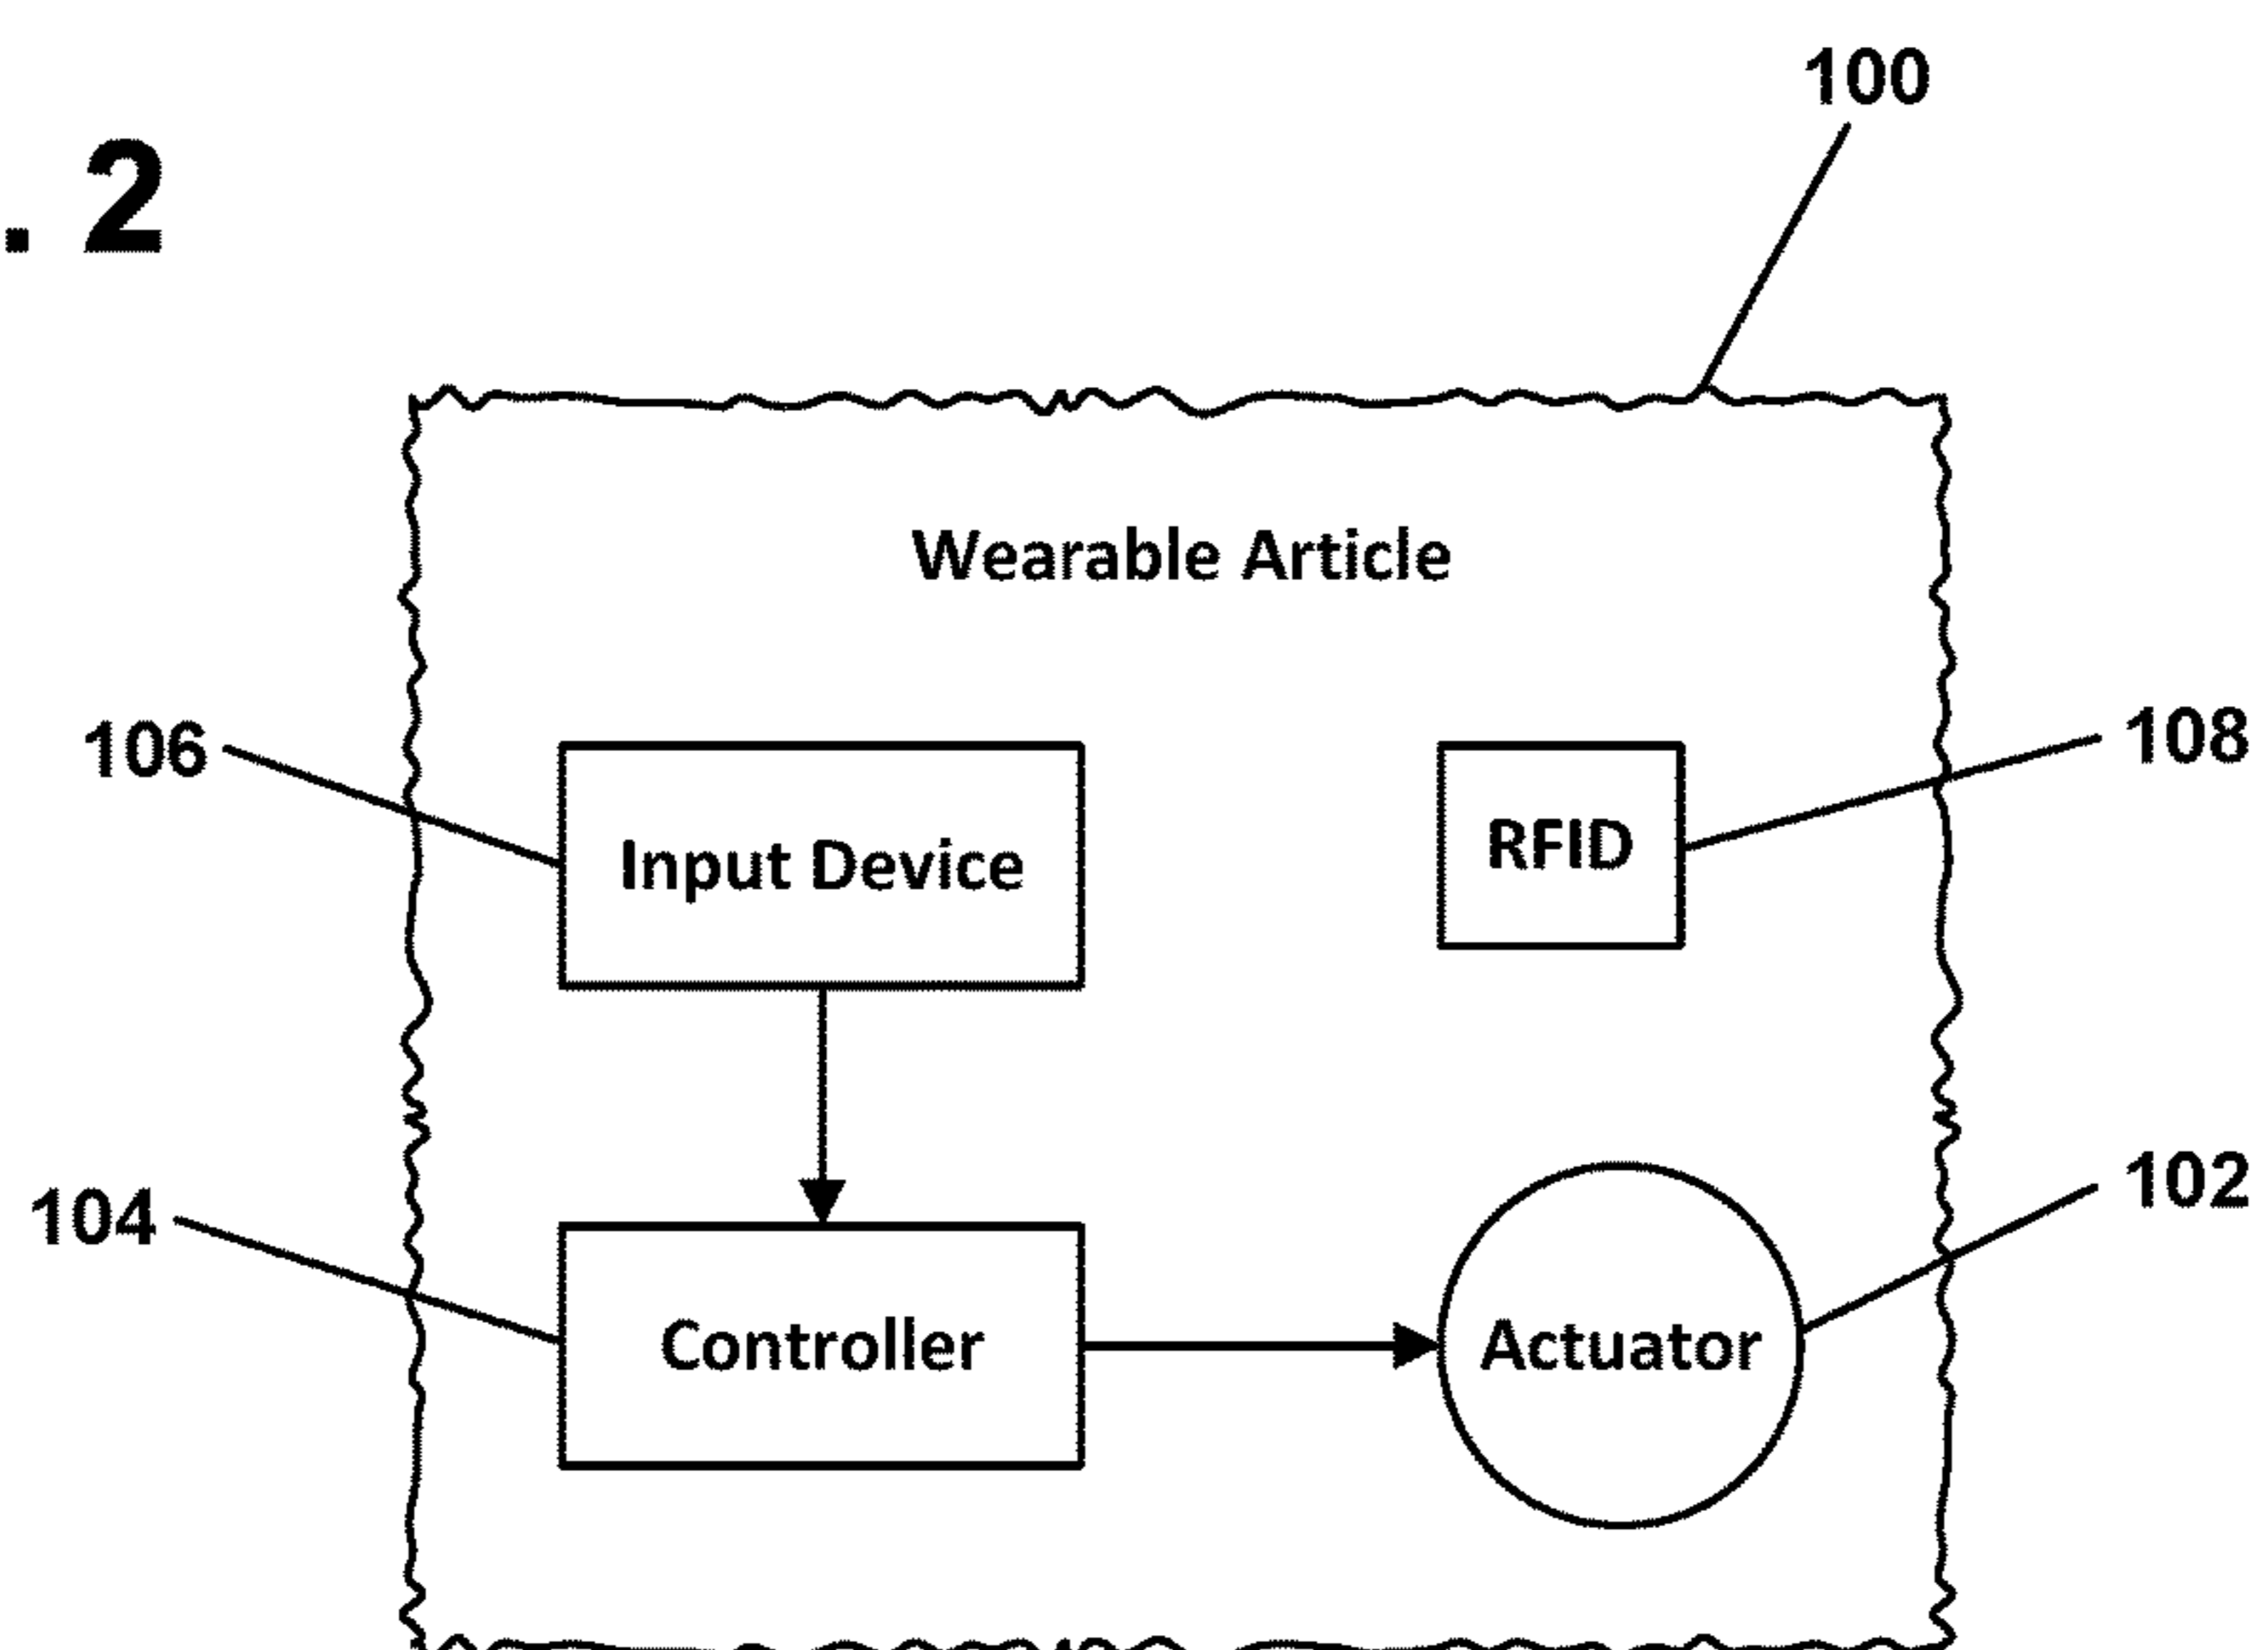 100
. 2
Wearable Article
106
108
Input Device
RFID
104
102
Controller
Actuator